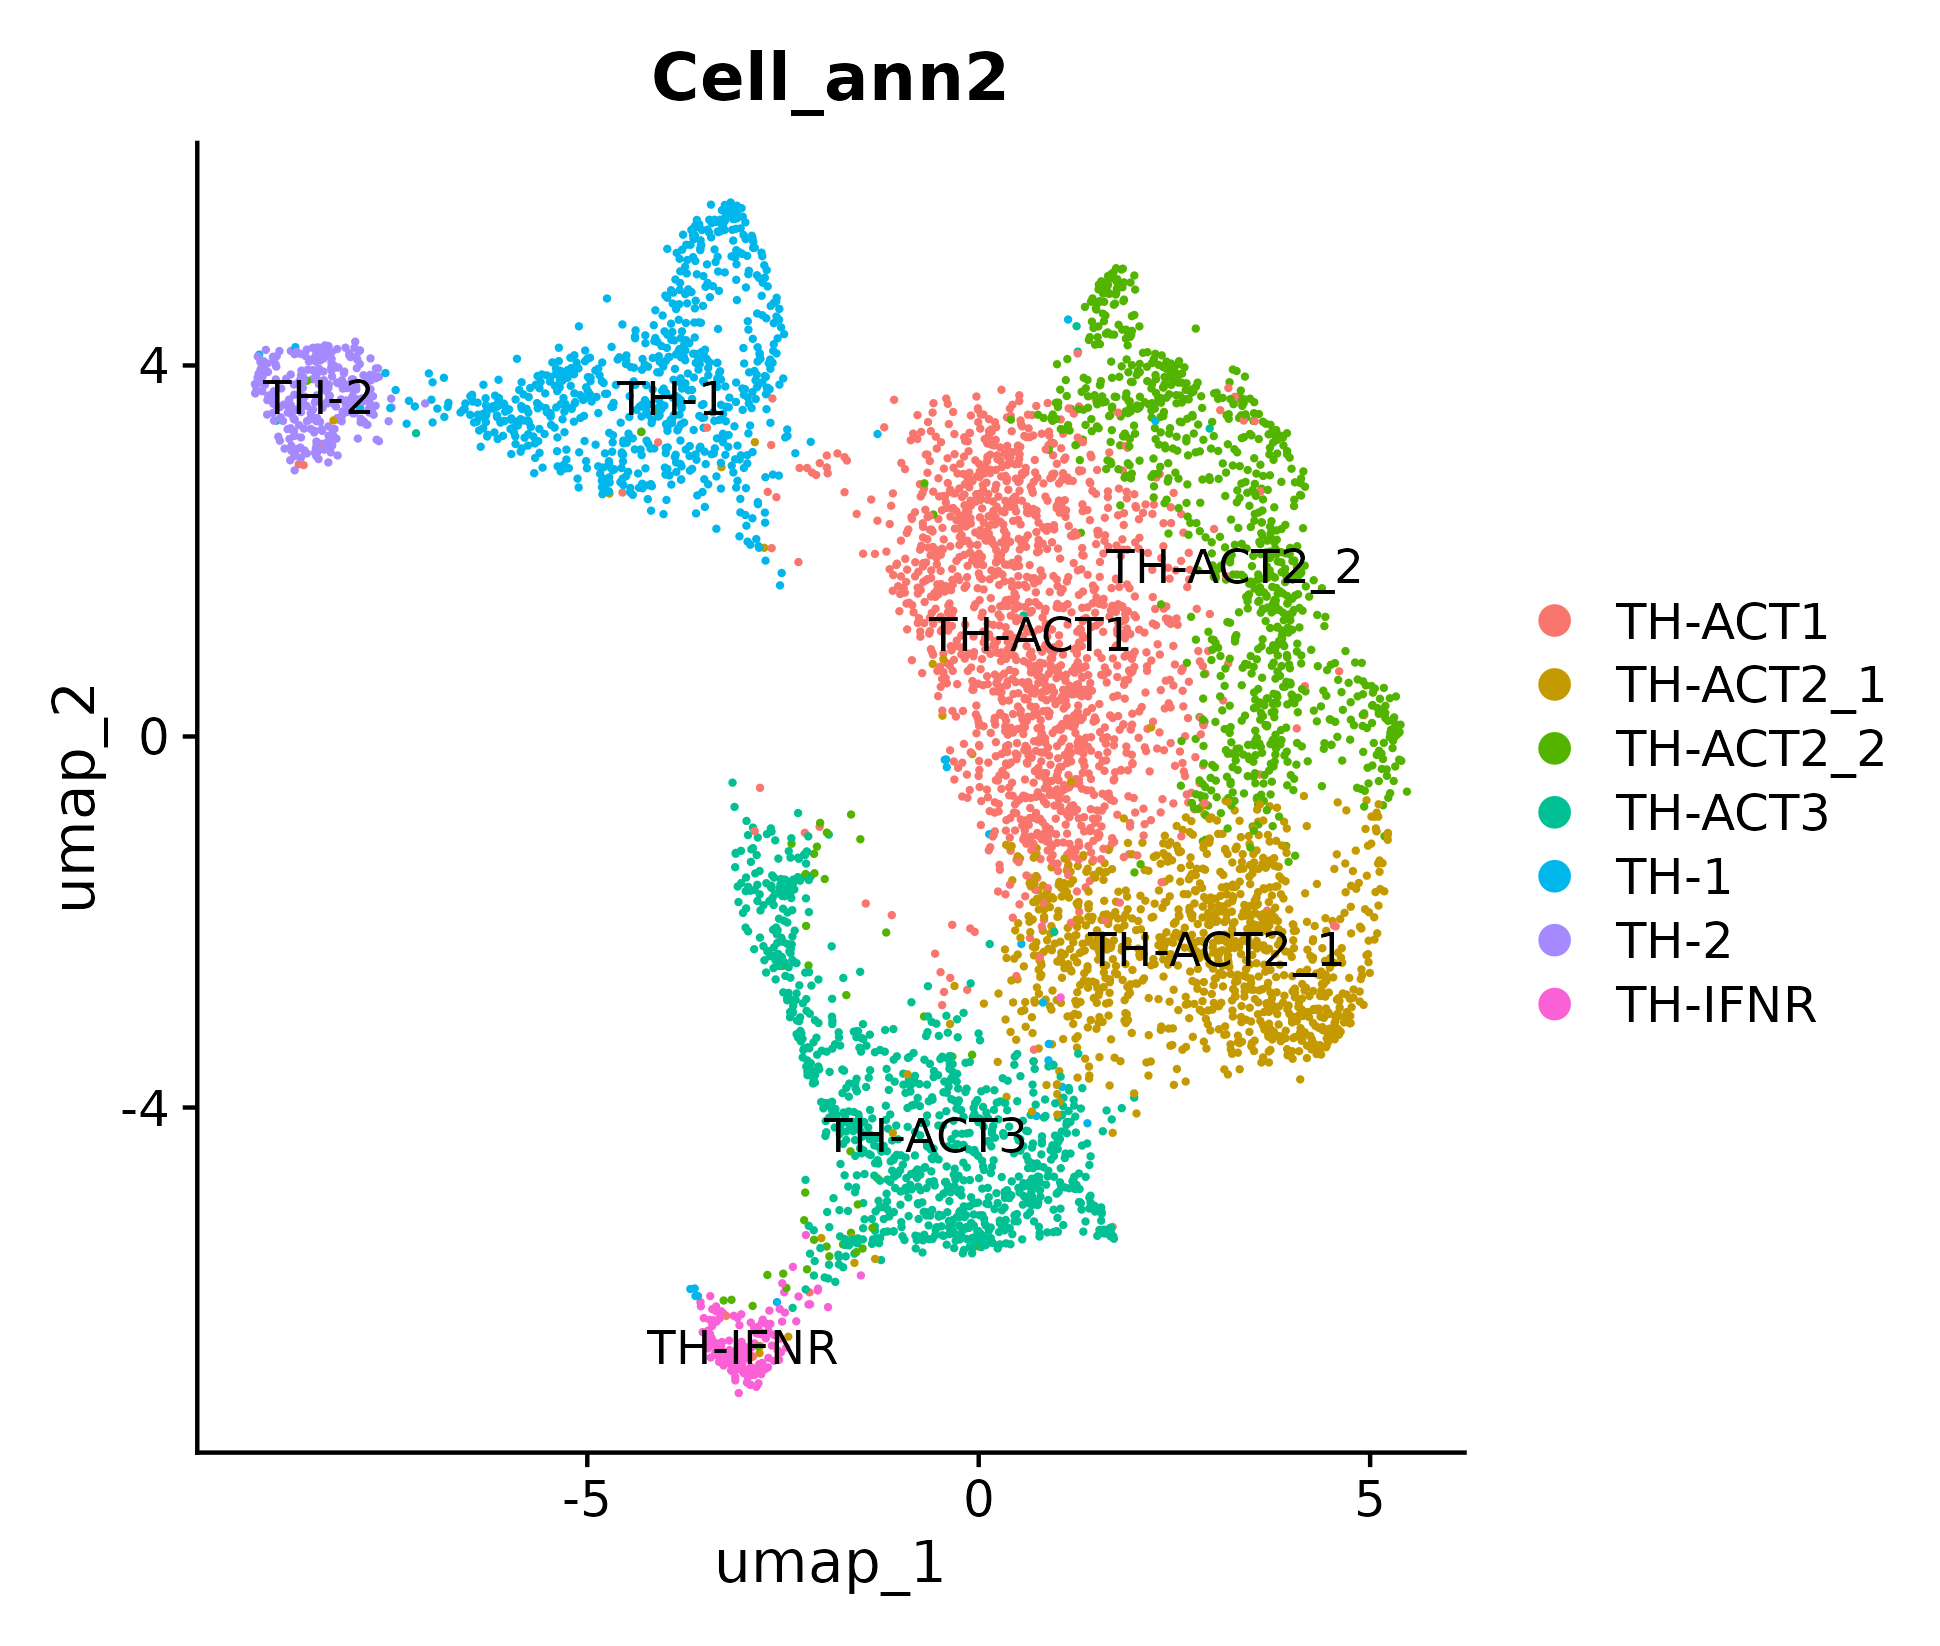 Cell_ann2
umap_2
4
0
-4
TH-2
TH-1
TH-ACT2_2
TH-ACT1
TH-ACT2_1
TH-ACT3
TH-IFNR
-5
0
5
umap_1
TH-ACT1
TH-ACT2_1
TH-ACT2_2
TH-ACT3
TH-1
TH-2
TH-IFNR